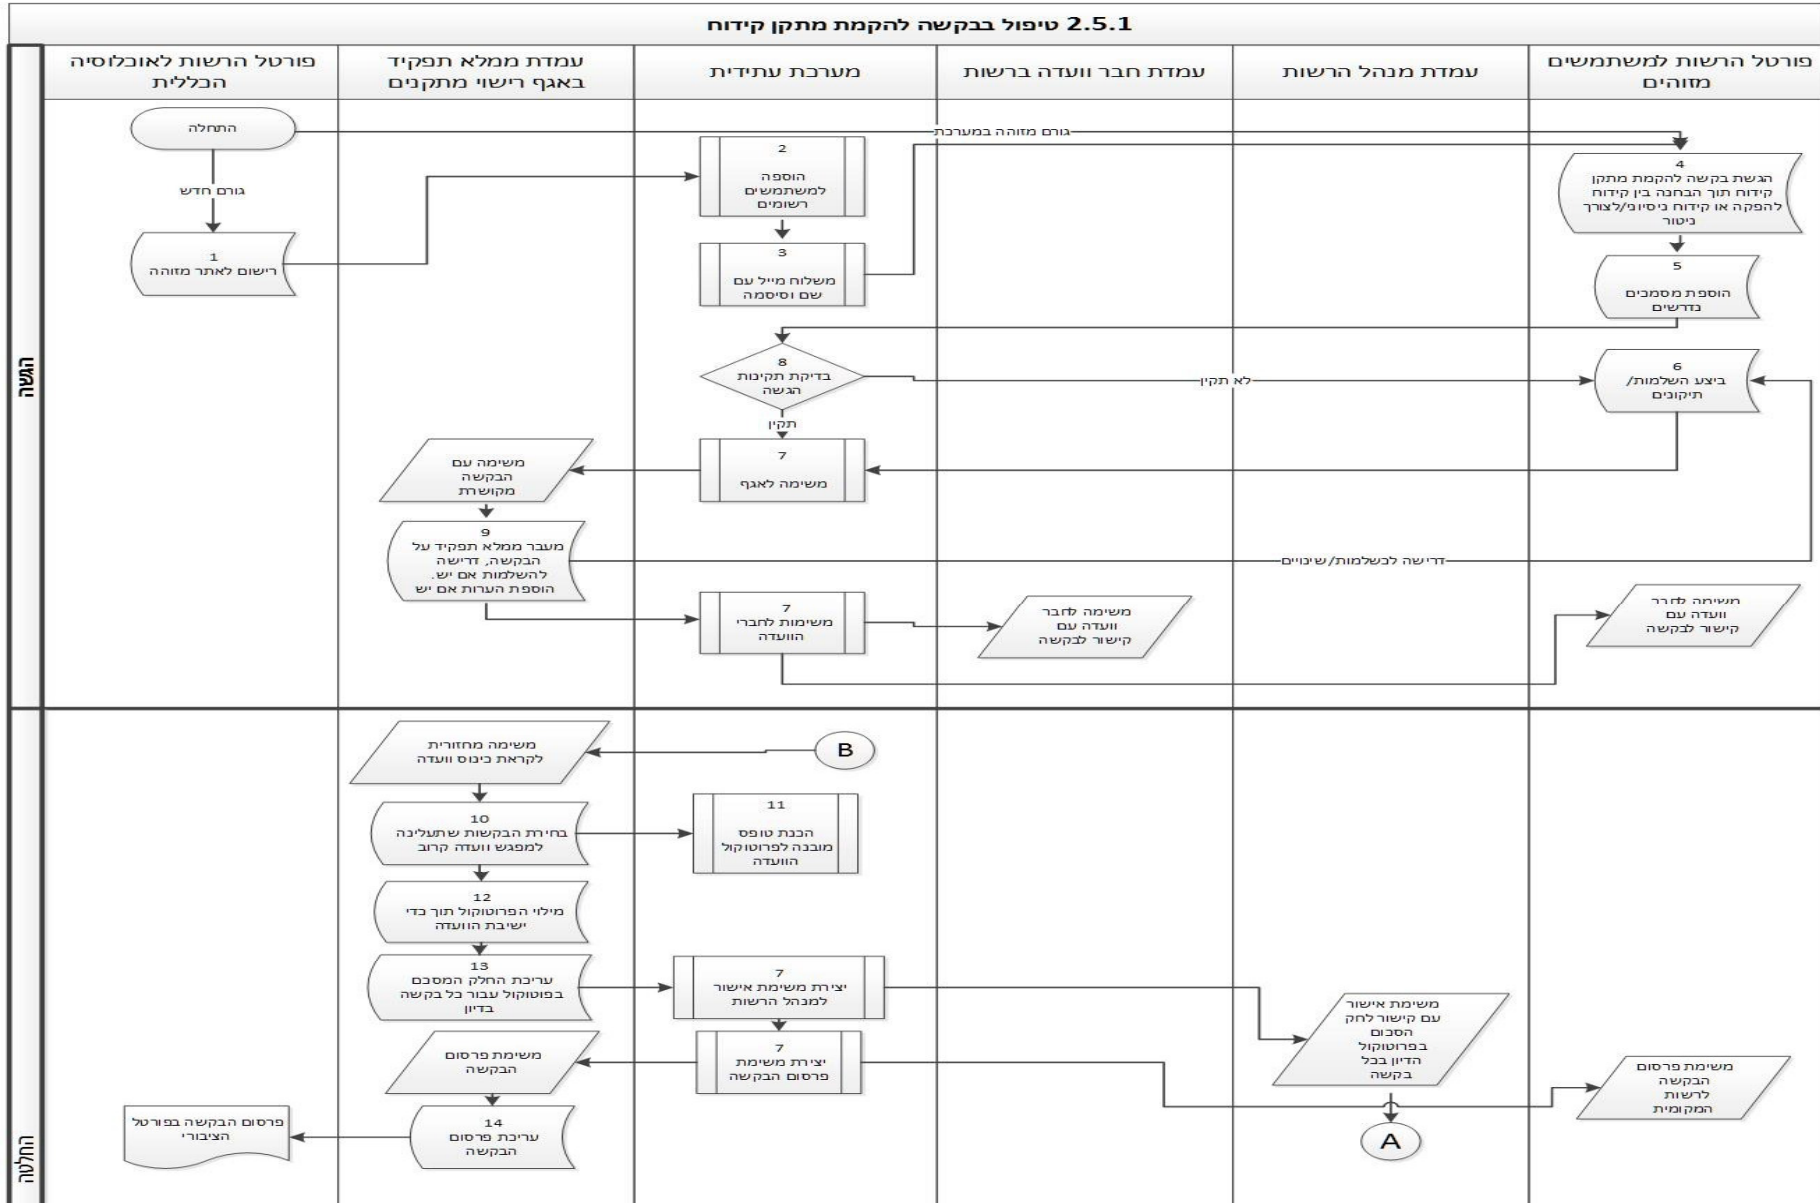 2.5.1 טיפול בבקשה להקמת מתקן קידוח
פורטל הרשות לאוכלוסיה
הכללית
עמדת ממלא תפקיד
באגף רישוי מתקנים
מערכת עתידית
עמדת חבר וועדה ברשות
עמדת מנהל הרשות
פורטל הרשות למשתמשים
מזוהים
הגשה
התחלה
גורם מזוהה במערכת
גורם חדש
1
רישום לאתר מזוהה
2
הוספה
למשתמשים
רשומים
3
משלוח מייל עם
שם וסיסמה
4
הגשת בקשה להקמת מתקן
קידוח תוך הבחנה בין קידוח
להפקה או קידוח ניסיוני/לצורך
ניטור
5
הוספת מסמכים
נדרשים
8
בדיקת תקינות
הגשה
לא תקין
תקין
6
ביצע השלמות/
תיקונים
7
משימה לאגף
משימה עם
הבקשה
מקושרת
9
מעבר ממלא תפקיד על
הבקשה, דרישה
להשלמות אם יש.
הוספת הערות אם יש
דרישה לכשלמות/שינויים
7
משימות לחברי
הוועדה
משימה לחבר
וועדה עם
קישור לבקשה
משימה לחבר
וועדה עם
קישור לבקשה
החלטה
B
משימה מחזורית
לקראת כינוס וועדה
10
בחירת הבקשות שתעלינה
למפגש וועדה קרוב
11
הכנת טופס
מובנה לפרוטוקול
הוועדה
12
מילוי הפרוטוקול תוך כדי
ישיבת הוועדה
13
עריכת החלק המסכם
בפוטוקול עבור כל בקשה
בדיון
7
יצירת משימת אישור
למנהל הרשות
משימת אישור
עם קישור לחק
הסכום
בפרוטוקול
הדיון בכל
בקשה
7
יצירת משימת
פרסום הבקשה
משימת פרסום
הבקשה
משימת פרסום
הבקשה
לרשות
המקומית
14
עריכת פרסום
הבקשה
פרסום הבקשה בפורטל
הציבורי
A